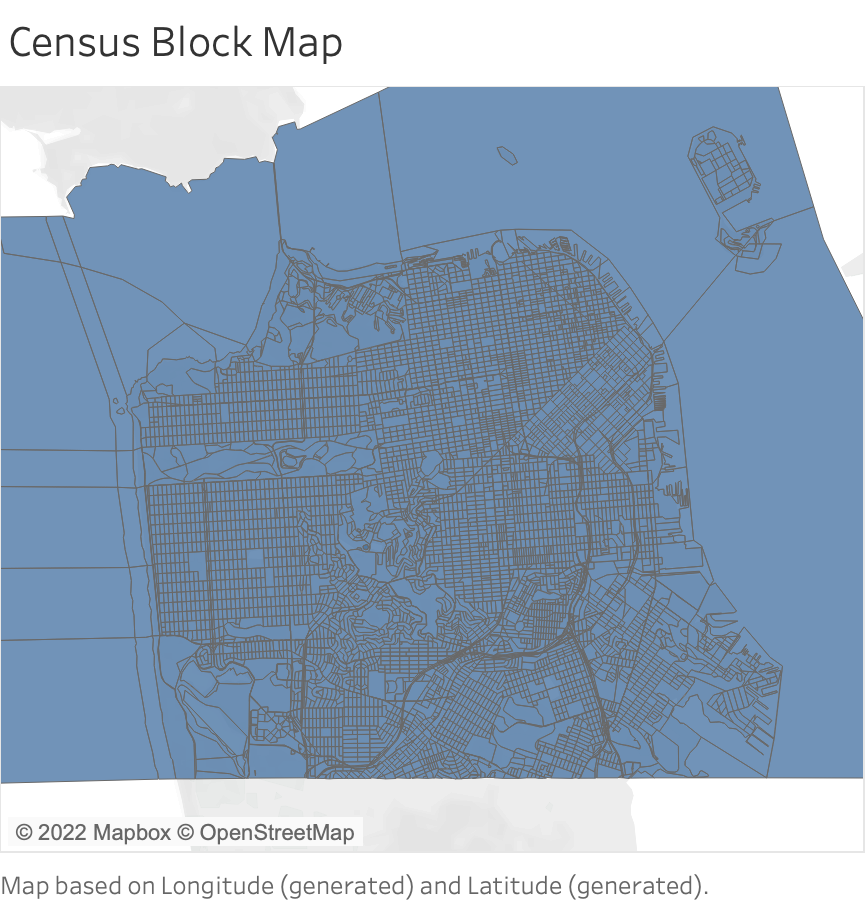 Census Block Map
© 2022 Mapbox © OpenStreetMap
Map based on Longitude (generated) and Latitude (generated).